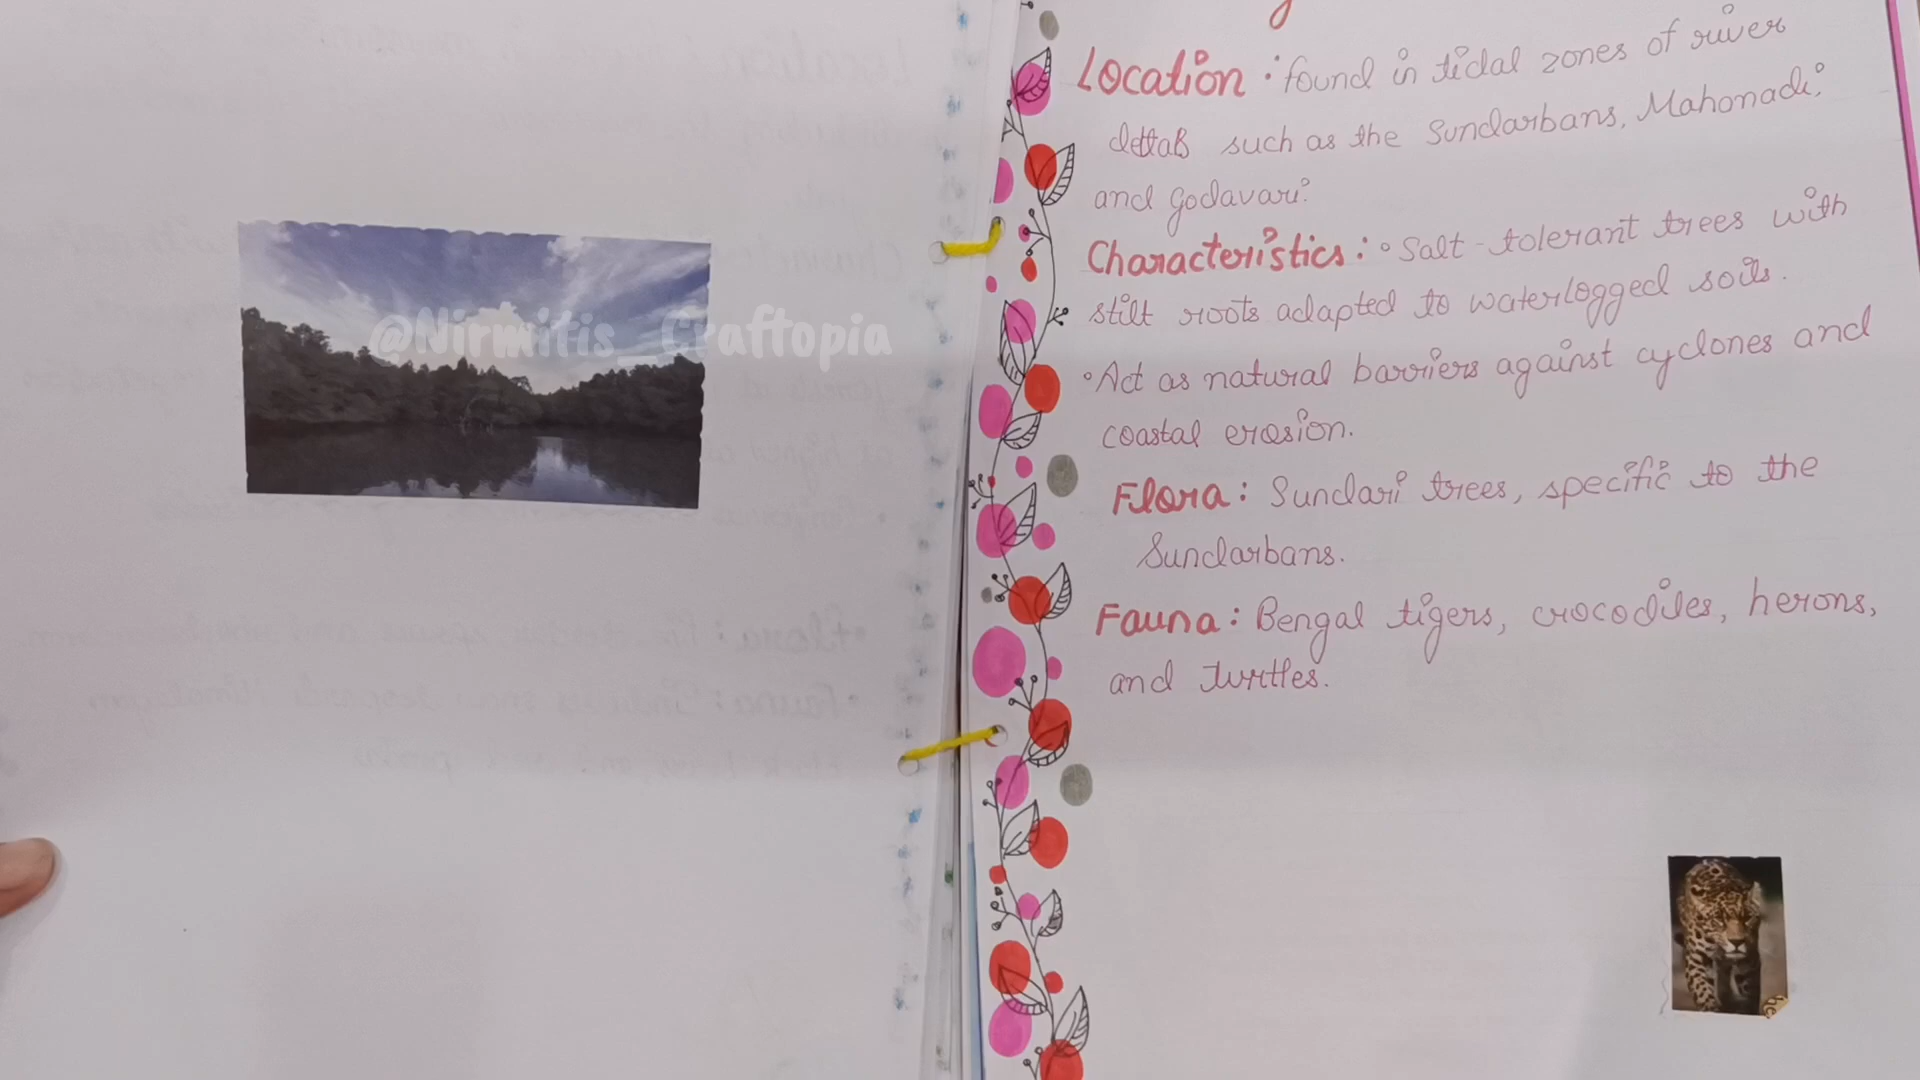 @Nirmitis_Craftopia
Location: found in tidal zones of river
deltas such as the Sundarbans, Mahonadi,
and Godavari.
Characteristics: • Salt-tolerant trees with
stilt roots adapted to waterlogged soils.
• Act as natural barriers against cyclones and
coastal erosion.
Flora: Sundari trees, specific to the
Sundarbans.
Fauna: Bengal tigers, crocodiles, herons,
and turtles.